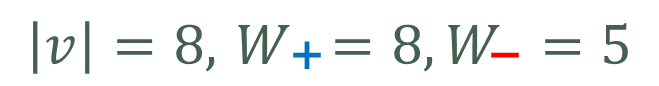 |v| = 8, W₊ = 8, W₋ = 5